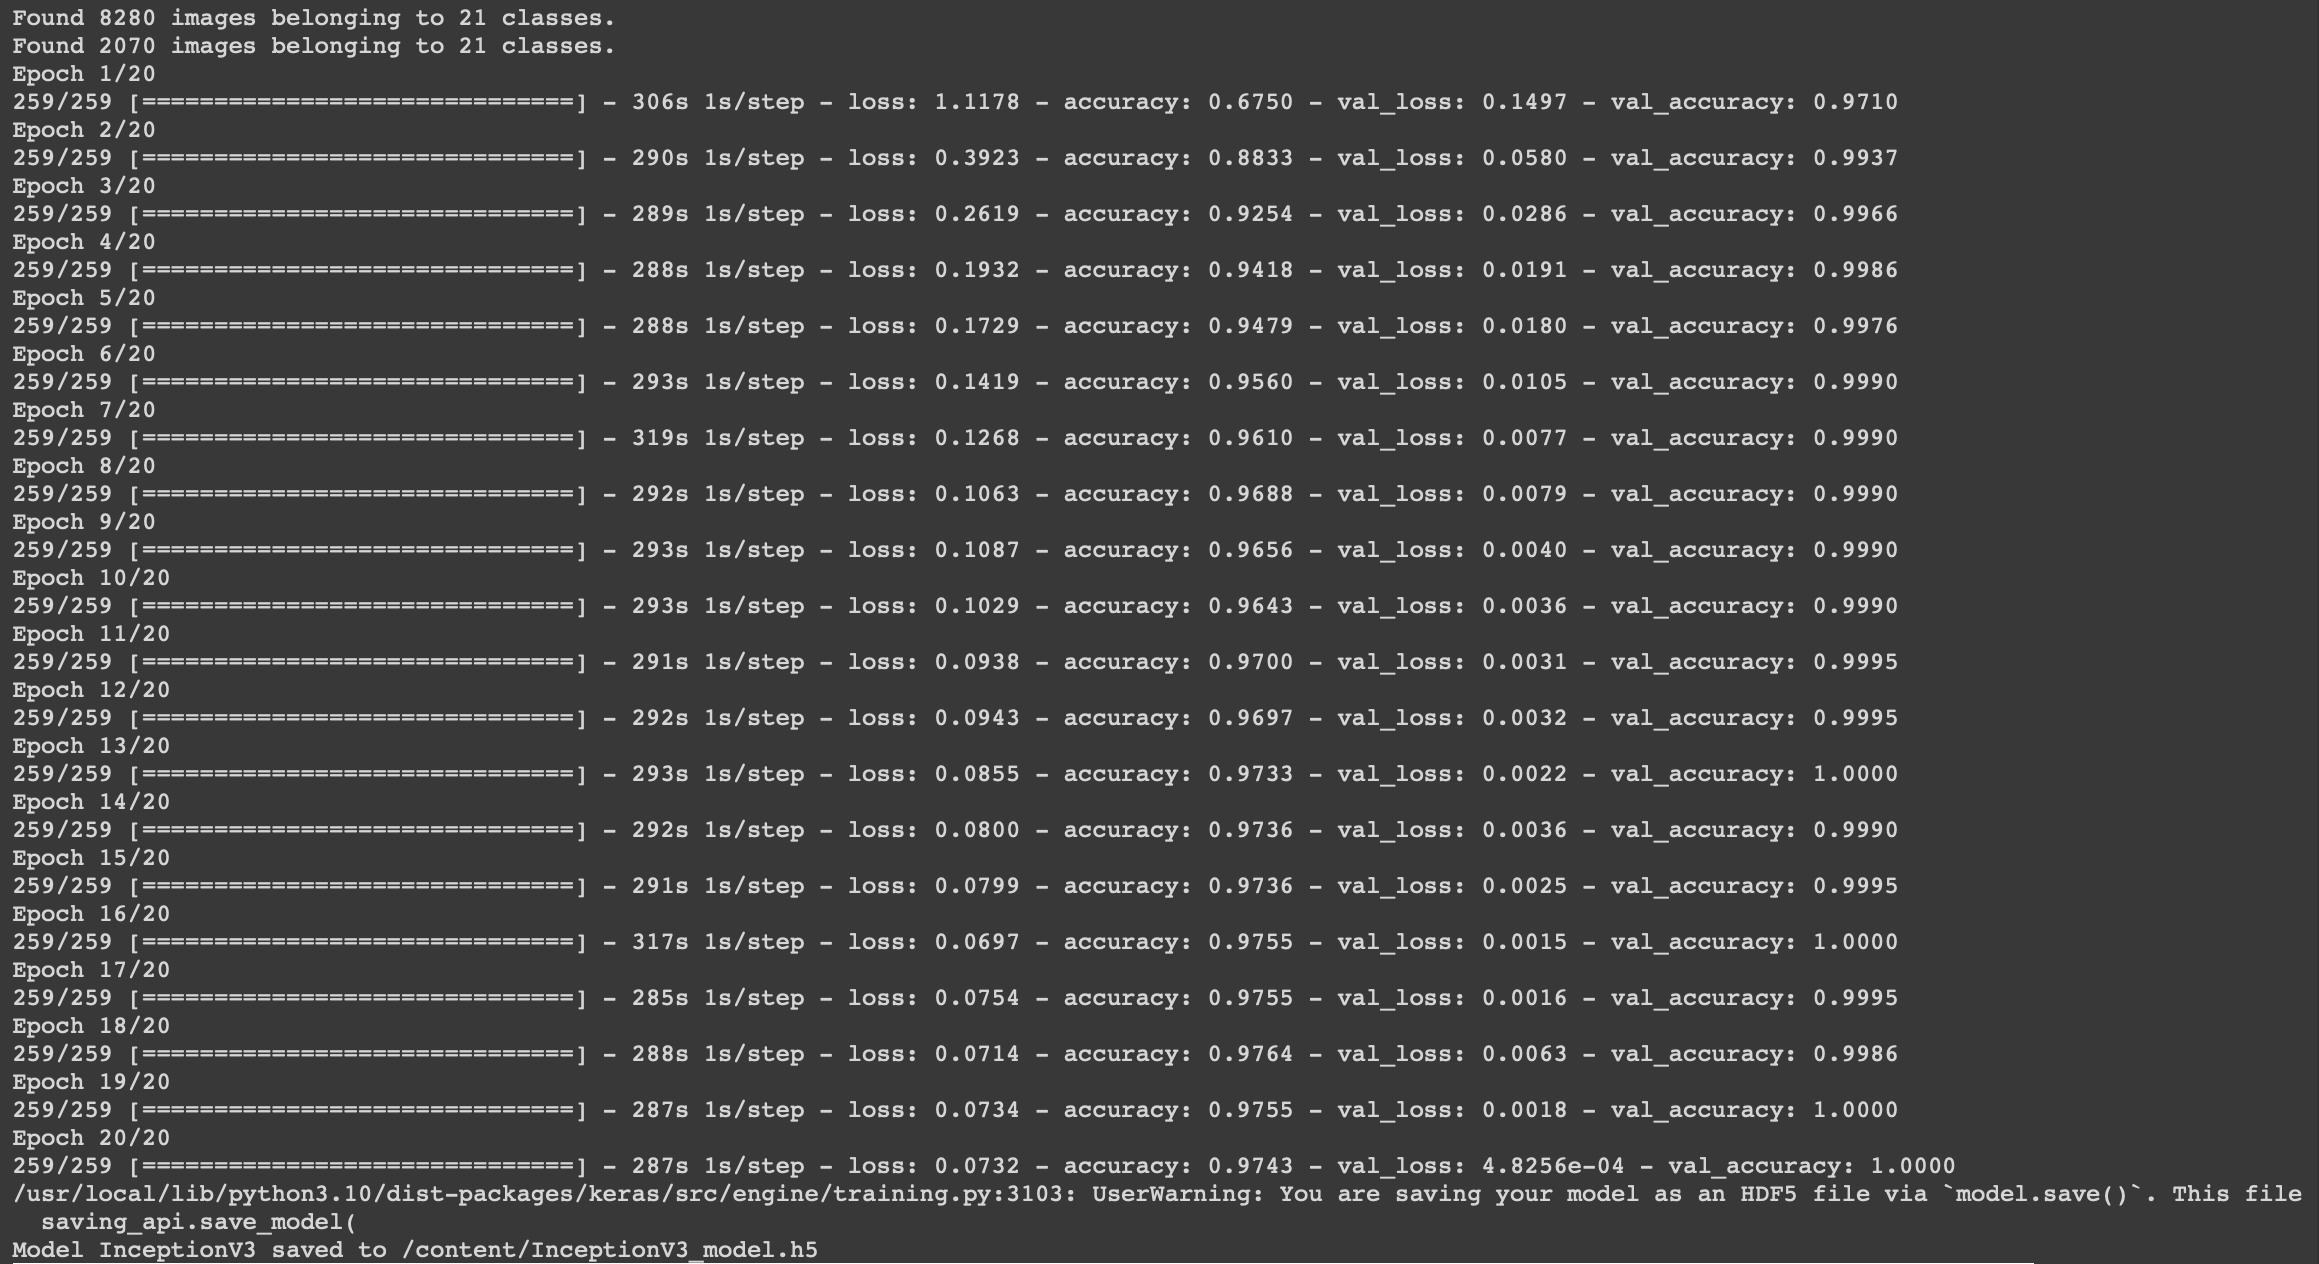 Found 8280 images belonging to 21 classes.
Found 2070 images belonging to 21 classes.
Epoch 1/20
259/259 [==============================] - 306s 1s/step - loss: 1.1178 - accuracy: 0.6750 - val_loss: 0.1497 - val_accuracy: 0.9710
Epoch 2/20
259/259 [==============================] - 290s 1s/step - loss: 0.3923 - accuracy: 0.8833 - val_loss: 0.0580 - val_accuracy: 0.9937
Epoch 3/20
259/259 [==============================] - 289s 1s/step - loss: 0.2619 - accuracy: 0.9254 - val_loss: 0.0286 - val_accuracy: 0.9966
Epoch 4/20
259/259 [==============================] - 288s 1s/step - loss: 0.1932 - accuracy: 0.9418 - val_loss: 0.0191 - val_accuracy: 0.9986
Epoch 5/20
259/259 [==============================] - 288s 1s/step - loss: 0.1729 - accuracy: 0.9479 - val_loss: 0.0180 - val_accuracy: 0.9976
Epoch 6/20
259/259 [==============================] - 293s 1s/step - loss: 0.1419 - accuracy: 0.9560 - val_loss: 0.0105 - val_accuracy: 0.9990
Epoch 7/20
259/259 [==============================] - 319s 1s/step - loss: 0.1268 - accuracy: 0.9610 - val_loss: 0.0077 - val_accuracy: 0.9990
Epoch 8/20
259/259 [==============================] - 292s 1s/step - loss: 0.1063 - accuracy: 0.9688 - val_loss: 0.0079 - val_accuracy: 0.9990
Epoch 9/20
259/259 [==============================] - 293s 1s/step - loss: 0.1087 - accuracy: 0.9656 - val_loss: 0.0040 - val_accuracy: 0.9990
Epoch 10/20
259/259 [==============================] - 293s 1s/step - loss: 0.1029 - accuracy: 0.9643 - val_loss: 0.0036 - val_accuracy: 0.9990
Epoch 11/20
259/259 [==============================] - 291s 1s/step - loss: 0.0938 - accuracy: 0.9700 - val_loss: 0.0031 - val_accuracy: 0.9995
Epoch 12/20
259/259 [==============================] - 292s 1s/step - loss: 0.0943 - accuracy: 0.9697 - val_loss: 0.0032 - val_accuracy: 0.9995
Epoch 13/20
259/259 [==============================] - 293s 1s/step - loss: 0.0855 - accuracy: 0.9733 - val_loss: 0.0022 - val_accuracy: 1.0000
Epoch 14/20
259/259 [==============================] - 292s 1s/step - loss: 0.0800 - accuracy: 0.9736 - val_loss: 0.0036 - val_accuracy: 0.9990
Epoch 15/20
259/259 [==============================] - 291s 1s/step - loss: 0.0799 - accuracy: 0.9736 - val_loss: 0.0025 - val_accuracy: 0.9995
Epoch 16/20
259/259 [==============================] - 317s 1s/step - loss: 0.0697 - accuracy: 0.9755 - val_loss: 0.0015 - val_accuracy: 1.0000
Epoch 17/20
259/259 [==============================] - 285s 1s/step - loss: 0.0754 - accuracy: 0.9755 - val_loss: 0.0016 - val_accuracy: 0.9995
Epoch 18/20
259/259 [==============================] - 288s 1s/step - loss: 0.0714 - accuracy: 0.9764 - val_loss: 0.0063 - val_accuracy: 0.9986
Epoch 19/20
259/259 [==============================] - 287s 1s/step - loss: 0.0734 - accuracy: 0.9755 - val_loss: 0.0018 - val_accuracy: 1.0000
Epoch 20/20
259/259 [==============================] - 287s 1s/step - loss: 0.0732 - accuracy: 0.9743 - val_loss: 4.8256e-04 - val_accuracy: 1.0000
/usr/local/lib/python3.10/dist-packages/keras/src/engine/training.py:3103: UserWarning: You are saving your model as an HDF5 file via `model.save()`. This file
  saving_api.save_model(
Model InceptionV3 saved to /content/InceptionV3_model.h5